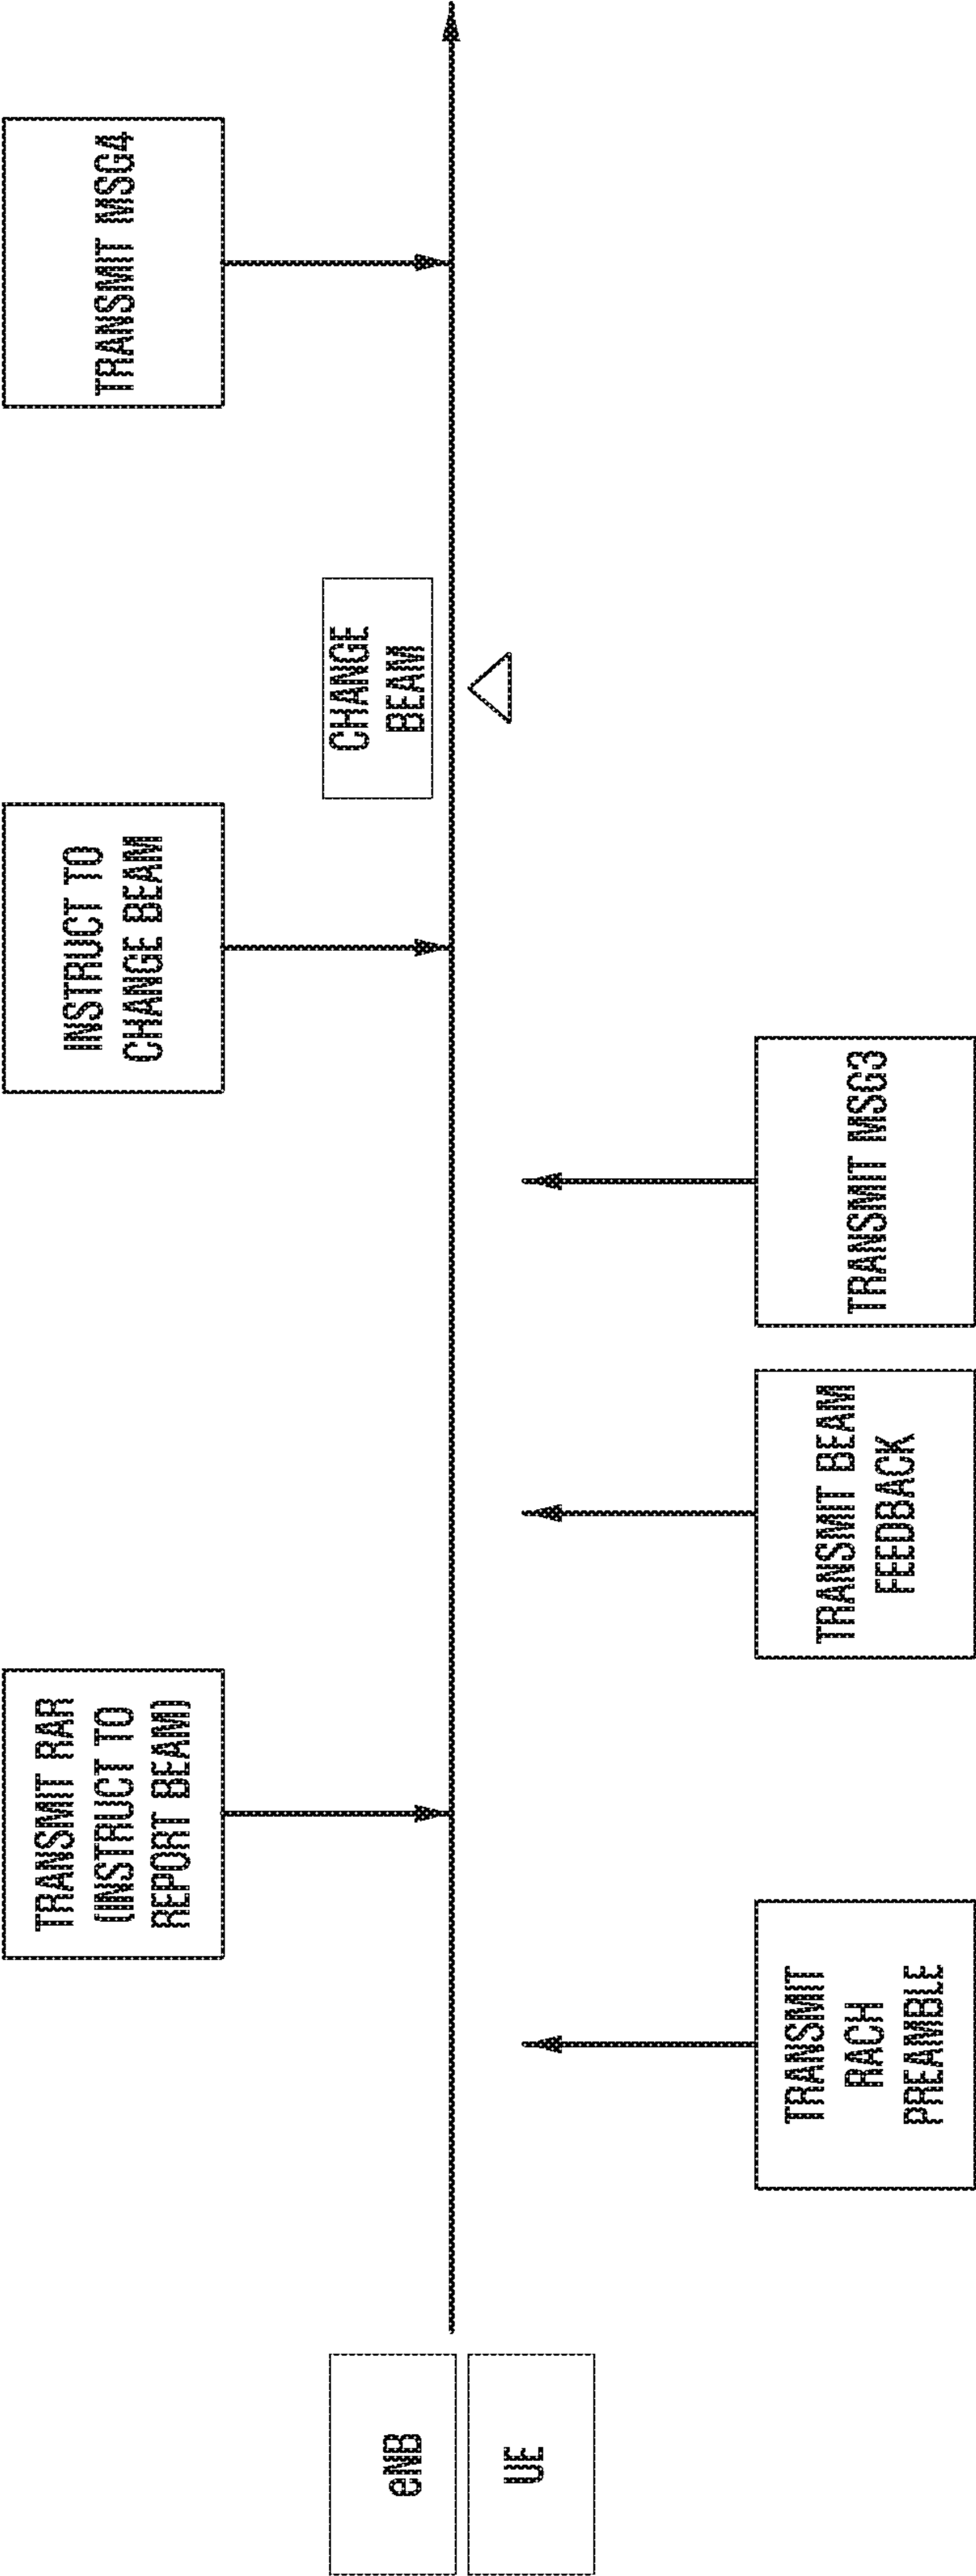 eNB
UE
TRANSMIT
RACH
PREAMBLE
TRANSMIT RAR
(INSTRUCT TO
REPORT BEAM)
TRANSMIT BEAM
FEEDBACK
TRANSMIT MSG3
INSTRUCT TO
CHANGE BEAM
CHANGE
BEAM
TRANSMIT MSG4